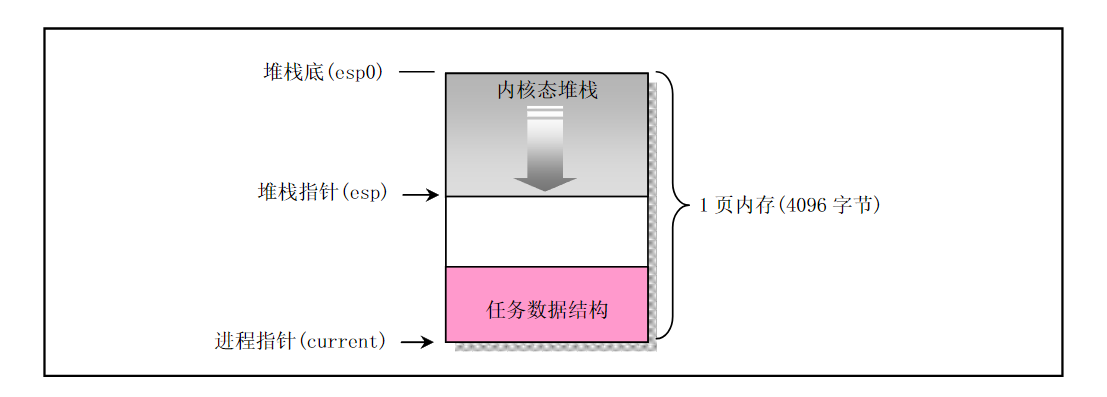 堆栈底(esp0)
内核态堆栈
堆栈指针(esp)
1 页内存(4096 字节)
任务数据结构
进程指针(current)